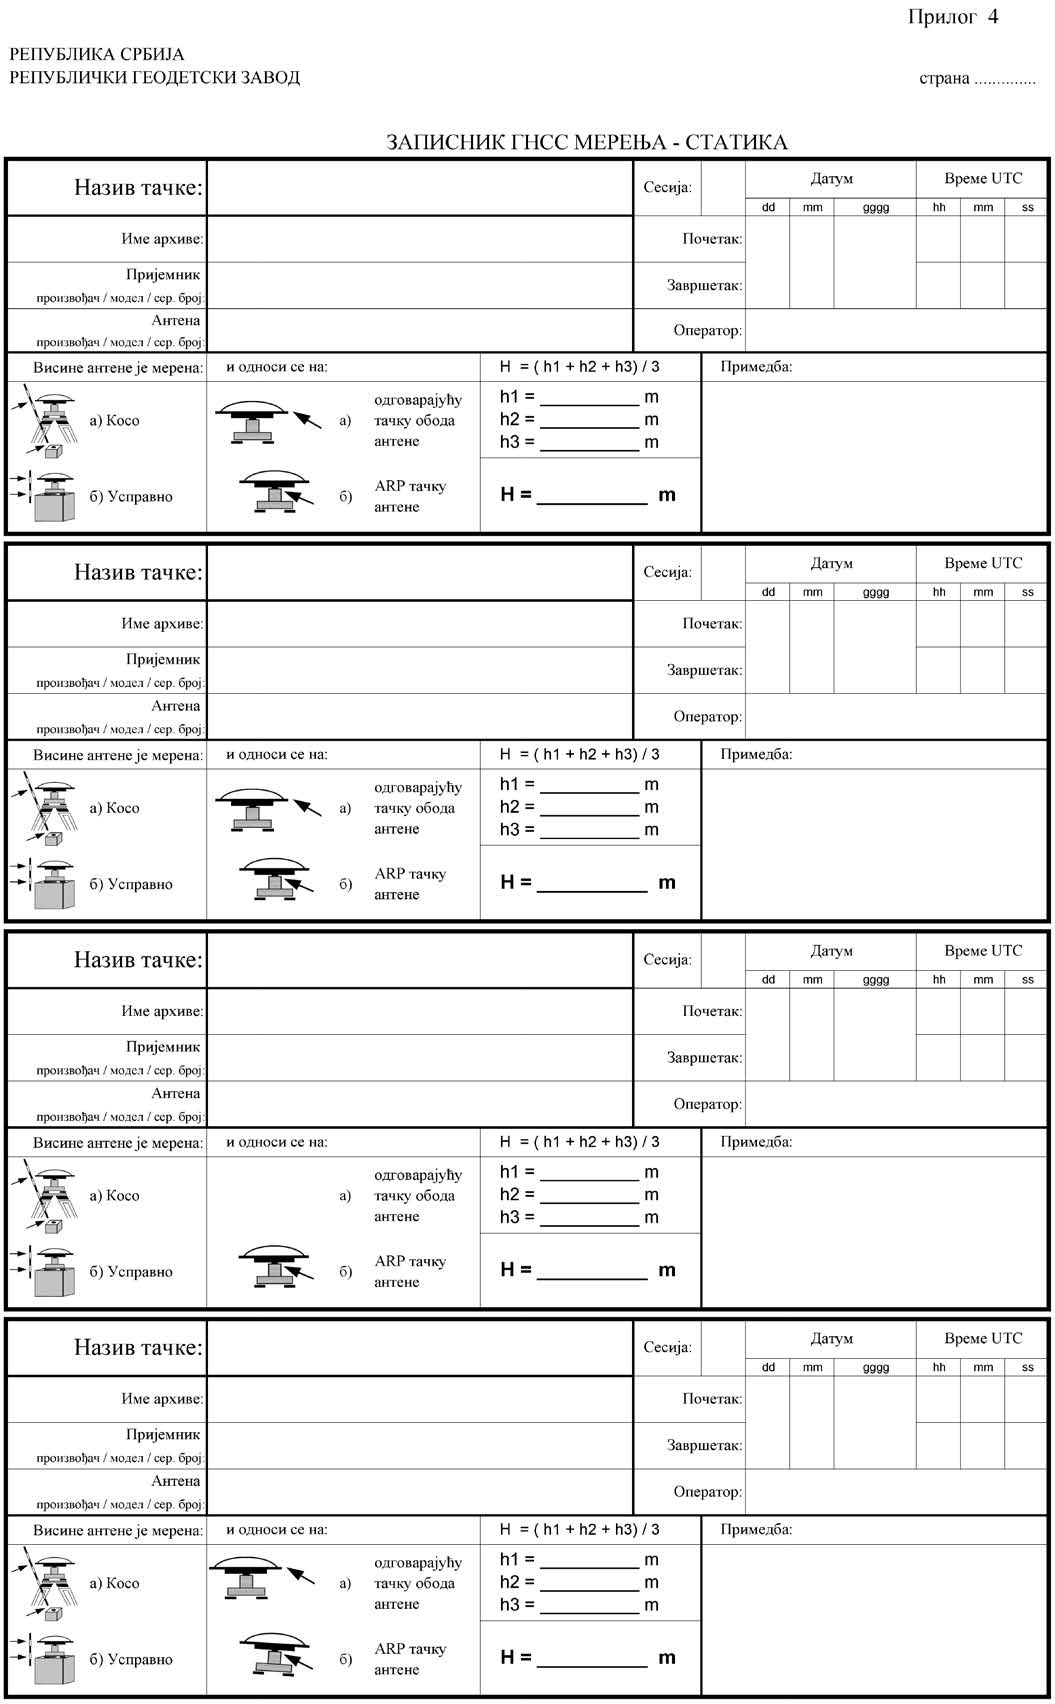 Прилог 4
РЕПУБЛИКА СРБИЈА
РЕПУБЛИЧКИ ГЕОДЕТСКИ ЗАВОД
страна ..............
ЗАПИСНИК ГНСС МЕРЕЊА - СТАТИКА
Назив тачке:
Сесија:
Датум
Време UTC
dd mm gggg hh mm ss
Име архиве:
Почетак:
Пријемник
произвођач / модел / сер. број:
Завршетак:
Антена
произвођач / модел / сер. број:
Оператор:
Висине антене је мерена: и односи се на: H = ( h1 + h2 + h3) / 3 Примедба:
а) Косо
а) одговарајућу
тачку обода
антене
h1 = __________ m
h2 = __________ m
h3 = __________ m
б) Усправно
б) ARP тачку
антене
H = __________ m
Назив тачке:
Сесија:
Датум
Време UTC
dd mm gggg hh mm ss
Име архиве:
Почетак:
Пријемник
произвођач / модел / сер. број:
Завршетак:
Антена
произвођач / модел / сер. број:
Оператор:
Висине антене је мерена: и односи се на: H = ( h1 + h2 + h3) / 3 Примедба:
а) Косо
а) одговарајућу
тачку обода
антене
h1 = __________ m
h2 = __________ m
h3 = __________ m
б) Усправно
б) ARP тачку
антене
H = __________ m
Назив тачке:
Сесија:
Датум
Време UTC
dd mm gggg hh mm ss
Име архиве:
Почетак:
Пријемник
произвођач / модел / сер. број:
Завршетак:
Антена
произвођач / модел / сер. број:
Оператор:
Висине антене је мерена: и односи се на: H = ( h1 + h2 + h3) / 3 Примедба:
а) Косо
а) одговарајућу
тачку обода
антене
h1 = __________ m
h2 = __________ m
h3 = __________ m
б) Усправно
б) ARP тачку
антене
H = __________ m
Назив тачке:
Сесија:
Датум
Време UTC
dd mm gggg hh mm ss
Име архиве:
Почетак:
Пријемник
произвођач / модел / сер. број:
Завршетак:
Антена
произвођач / модел / сер. број:
Оператор:
Висине антене је мерена: и односи се на: H = ( h1 + h2 + h3) / 3 Примедба:
а) Косо
а) одговарајућу
тачку обода
антене
h1 = __________ m
h2 = __________ m
h3 = __________ m
б) Усправно
б) ARP тачку
антене
H = __________ m